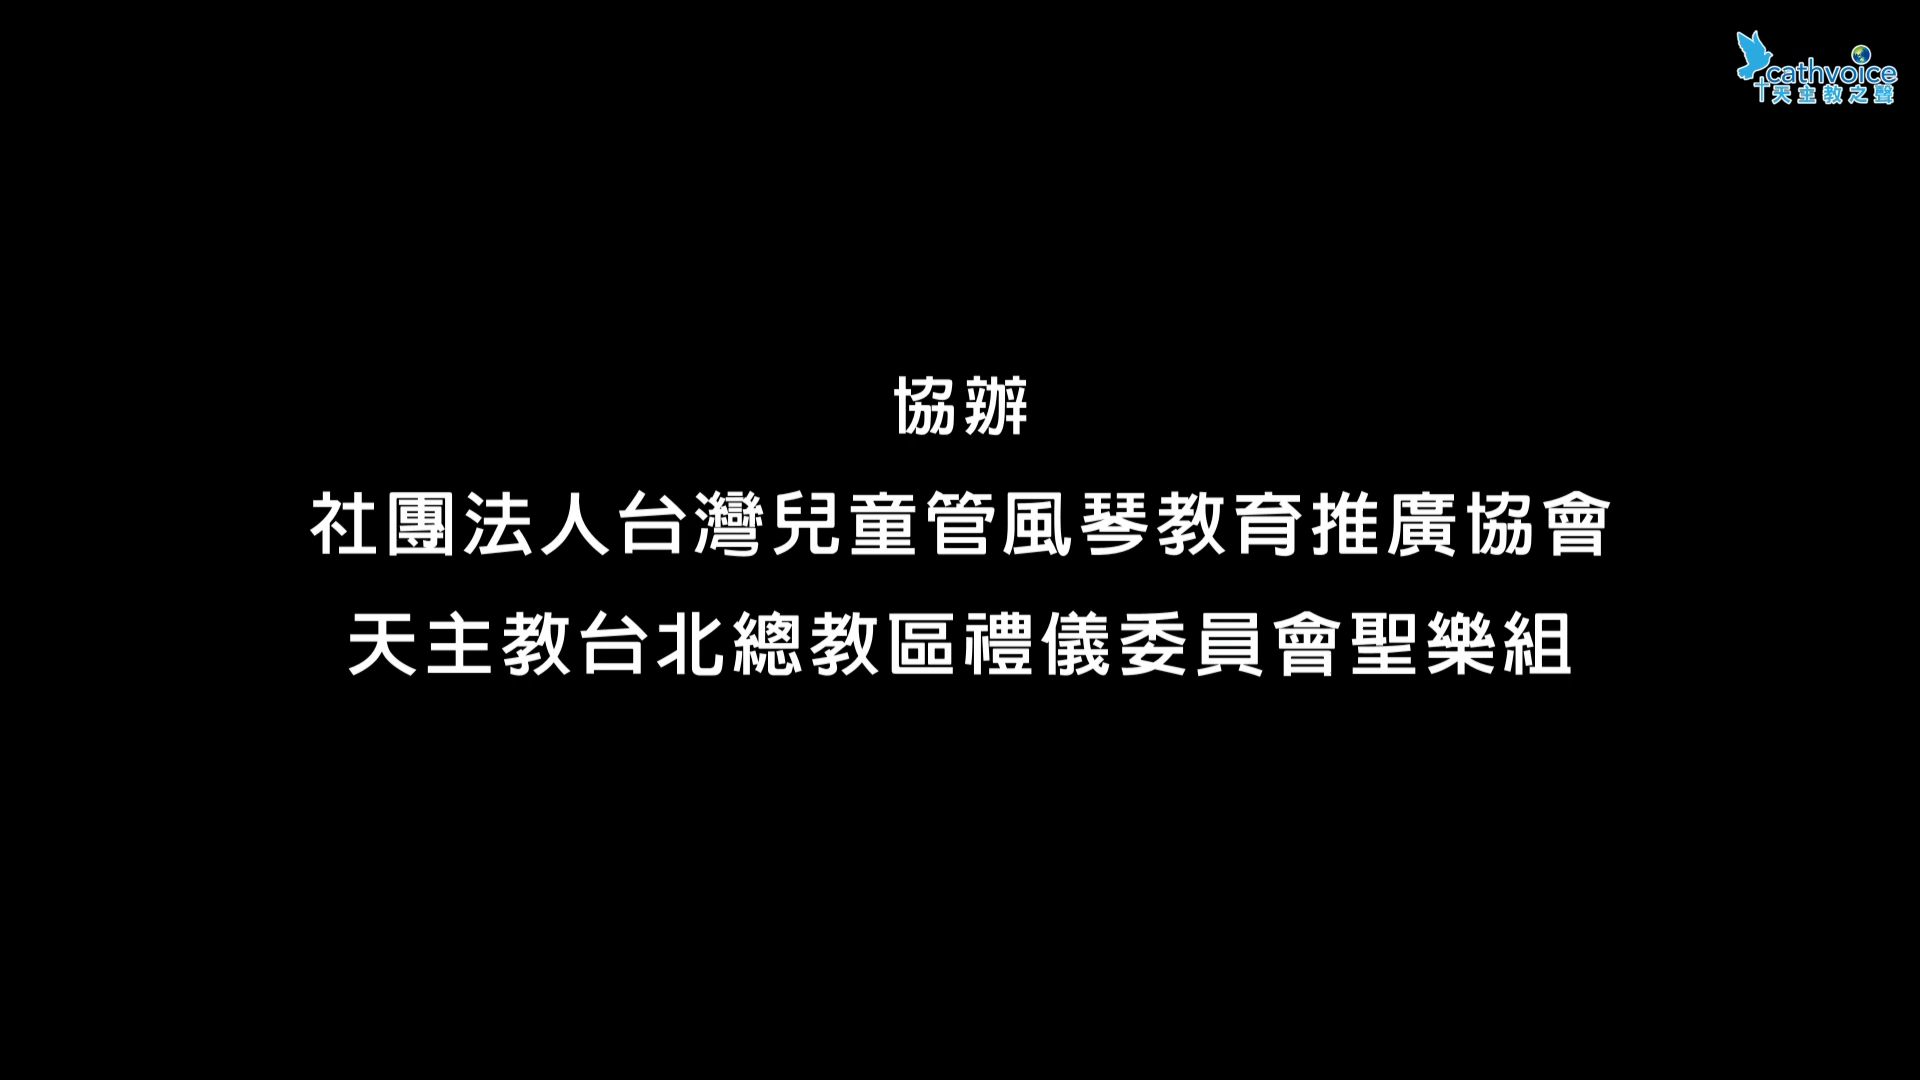 cathvoice
天主教之聲
協辦
社團法人台灣兒童管風琴教育推廣協會
天主教台北總教區禮儀委員會聖樂組